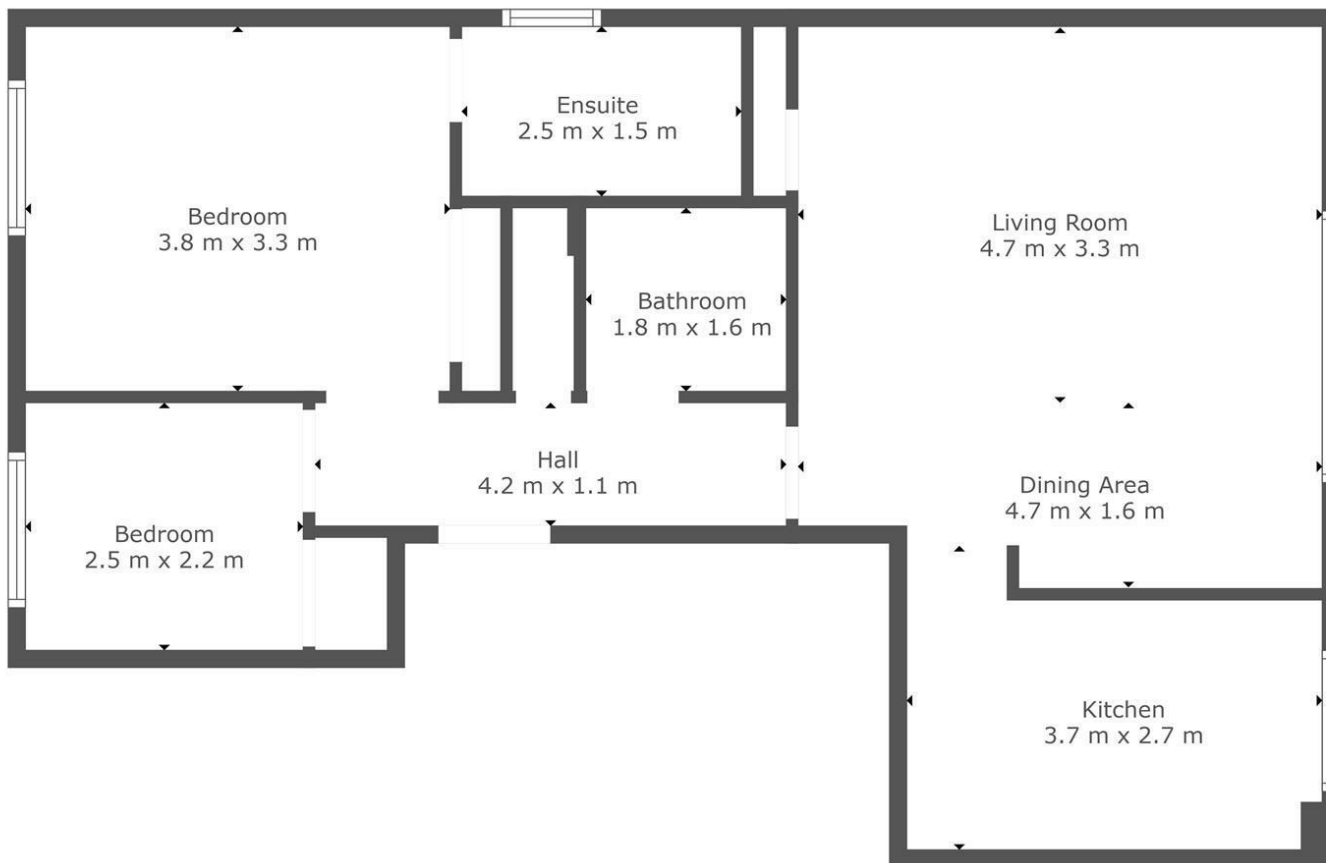 Ensuite
2.5 m x 1.5 m
Bedroom
3.8 m x 3.3 m
Living Room
4.7 m x 3.3 m
Bathroom
1.8 m x 1.6 m
Hall
4.2 m x 1.1 m
Dining Area
4.7 m x 1.6 m
Bedroom
2.5 m x 2.2 m
Kitchen
3.7 m x 2.7 m